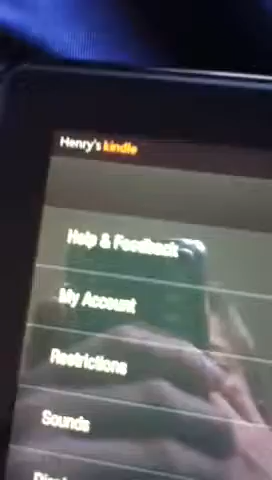 Henry's kindle
Help & Feedback
My Account
Restrictions
Sounds